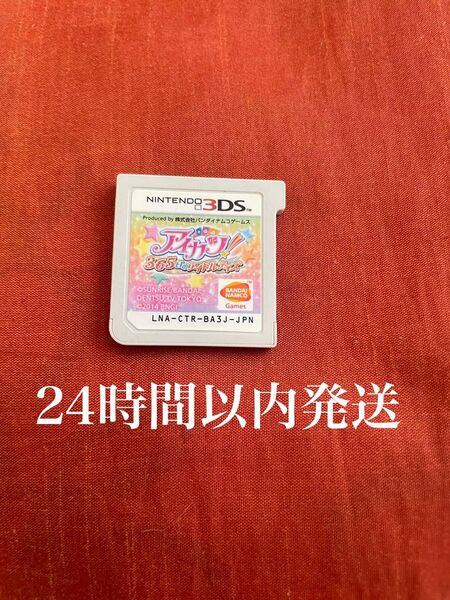 NINTENDO 3DS
Produced by 株式会社バンダイナムコゲームス
アイカツ!
365日のアイドルデイズ
©SUNRISE/BANDAI,
DENTSU,TV TOKYO
©2014 BNGI
BANDAI
NAMCO
Games
LNA-CTR-BA3J-JPN
24時間以内発送